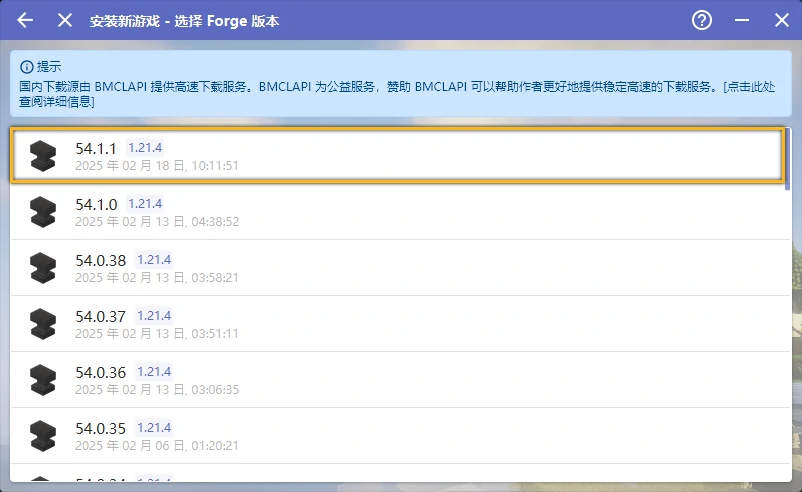 安装新游戏 - 选择 Forge 版本
提示
国内下载源由 BMCLAPI 提供高速下载服务。BMCLAPI 为公益服务，赞助 BMCLAPI 可以帮助作者更好地提供稳定高速的下载服务。[点击此处
查阅详细信息]
54.1.1 1.21.4
2025 年 02 月 18 日, 10:11:51
54.1.0 1.21.4
2025 年 02 月 13 日, 04:38:52
54.0.38 1.21.4
2025 年 02 月 13 日, 03:58:21
54.0.37 1.21.4
2025 年 02 月 13 日, 03:51:11
54.0.36 1.21.4
2025 年 02 月 13 日, 03:06:35
54.0.35 1.21.4
2025 年 02 月 06 日, 01:20:21